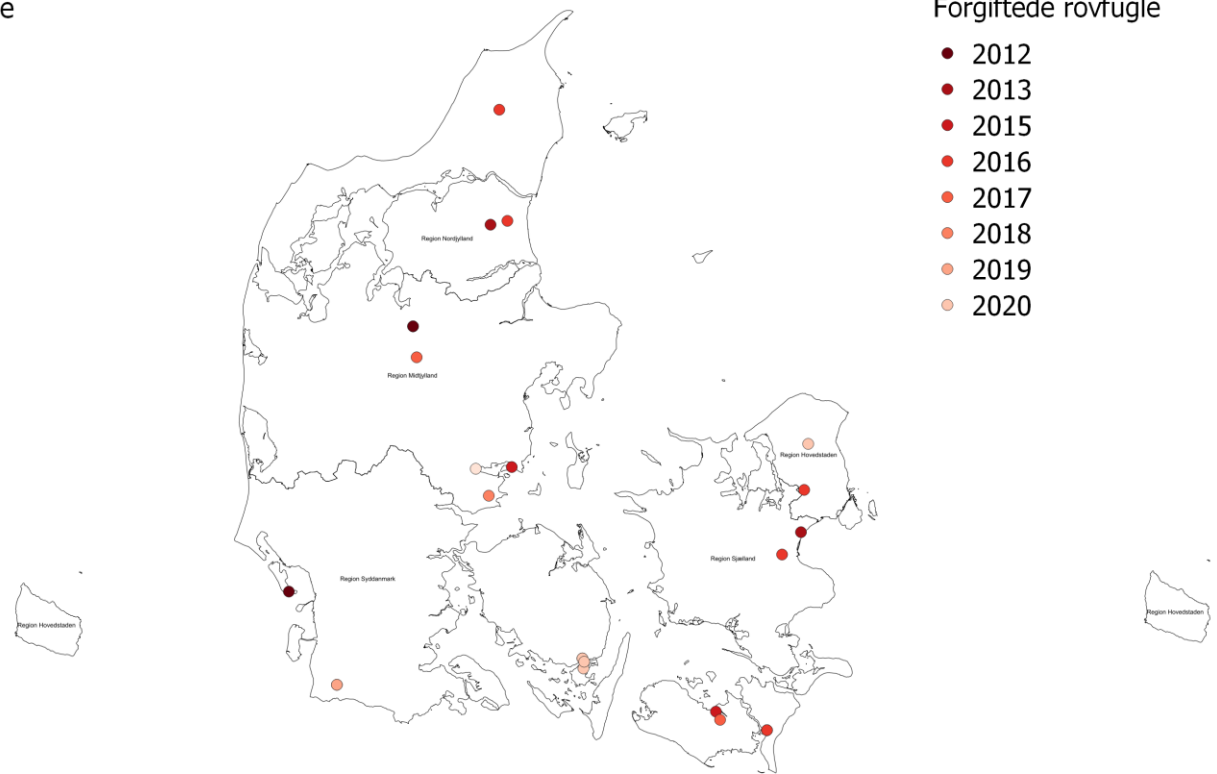 e
Forgiftede rovfugle
2012
2013
2015
2016
2017
2018
2019
2020
Region Nordjylland
Region Midtjylland
Region Hovedstaden
Region Sjælland
Region Syddanmark
Region Hovedstaden
Region Hovedstaden